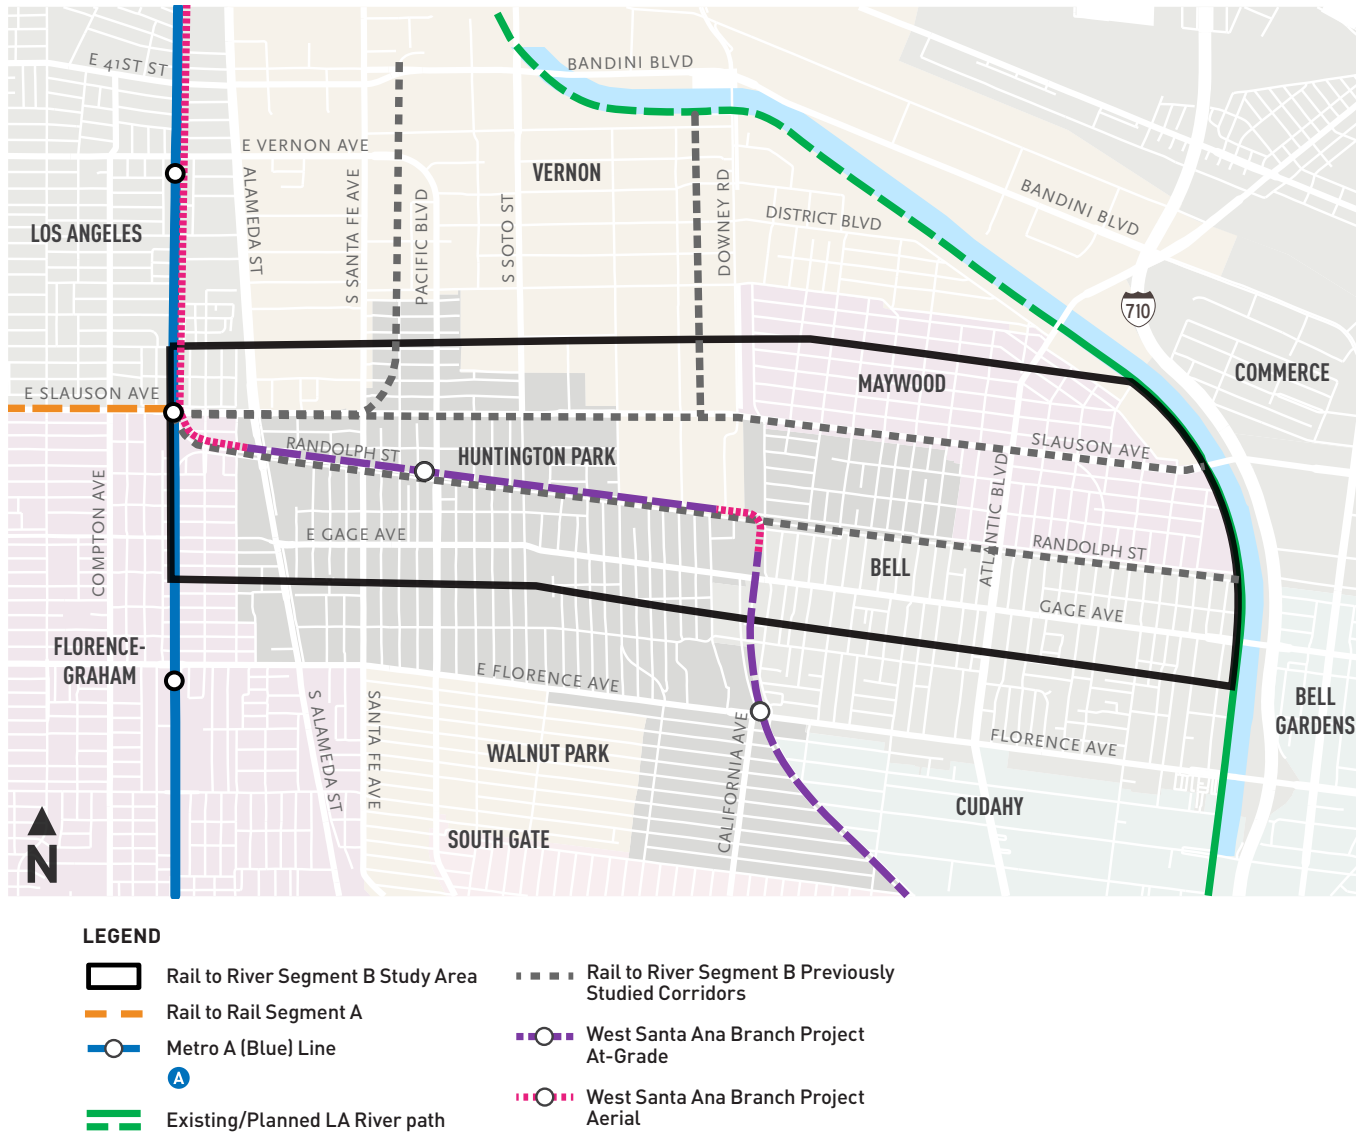 E 41ST ST
BANDINI BLVD
E VERNON AVE
VERNON
ALAMEDA ST
S SANTA FE AVE
PACIFIC BLVD
S SOTO ST
DOWNEY RD
DISTRICT BLVD
BANDINI BLVD
LOS ANGELES
710
E SLAUSON AVE
MAYWOOD
COMMERCE
RANDOLPH ST
HUNTINGTON PARK
SLAUSON AVE
COMPTON AVE
ATLANTIC BLVD
E GAGE AVE
RANDOLPH ST
BELL
GAGE AVE
FLORENCE-
GRAHAM
E FLORENCE AVE
BELL
GARDENS
S ALAMEDA ST
SANTA FE AVE
CALIFORNIA AVE
FLORENCE AVE
WALNUT PARK
CUDAHY
SOUTH GATE
N
LEGEND
Rail to River Segment B Study Area
Rail to Rail Segment A
Metro A (Blue) Line
A
Existing/Planned LA River path
Rail to River Segment B Previously
Studied Corridors
West Santa Ana Branch Project
At-Grade
West Santa Ana Branch Project
Aerial